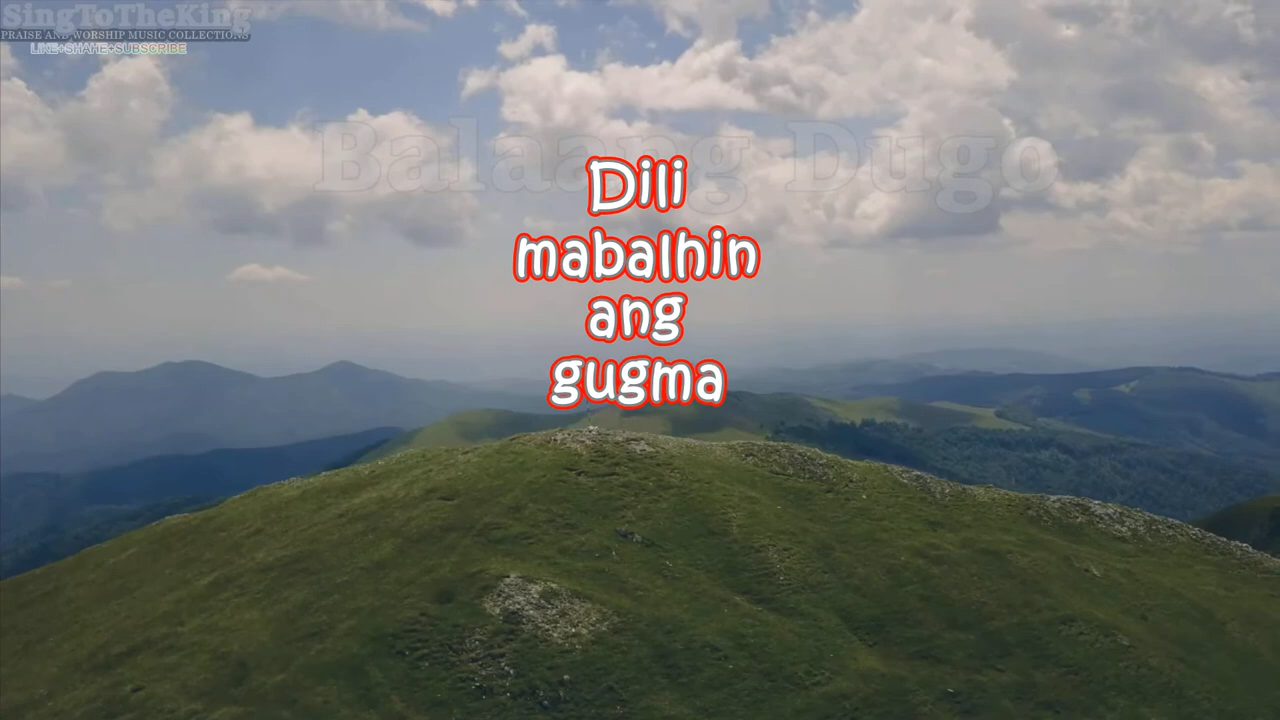 SingToTheKing
PRAISE AND WORSHIP MUSIC COLLECTIONS
LIKE+SHARE+SUBSCRIBE
Balaang Dugo
Dili
mabalhin
ang
gugma